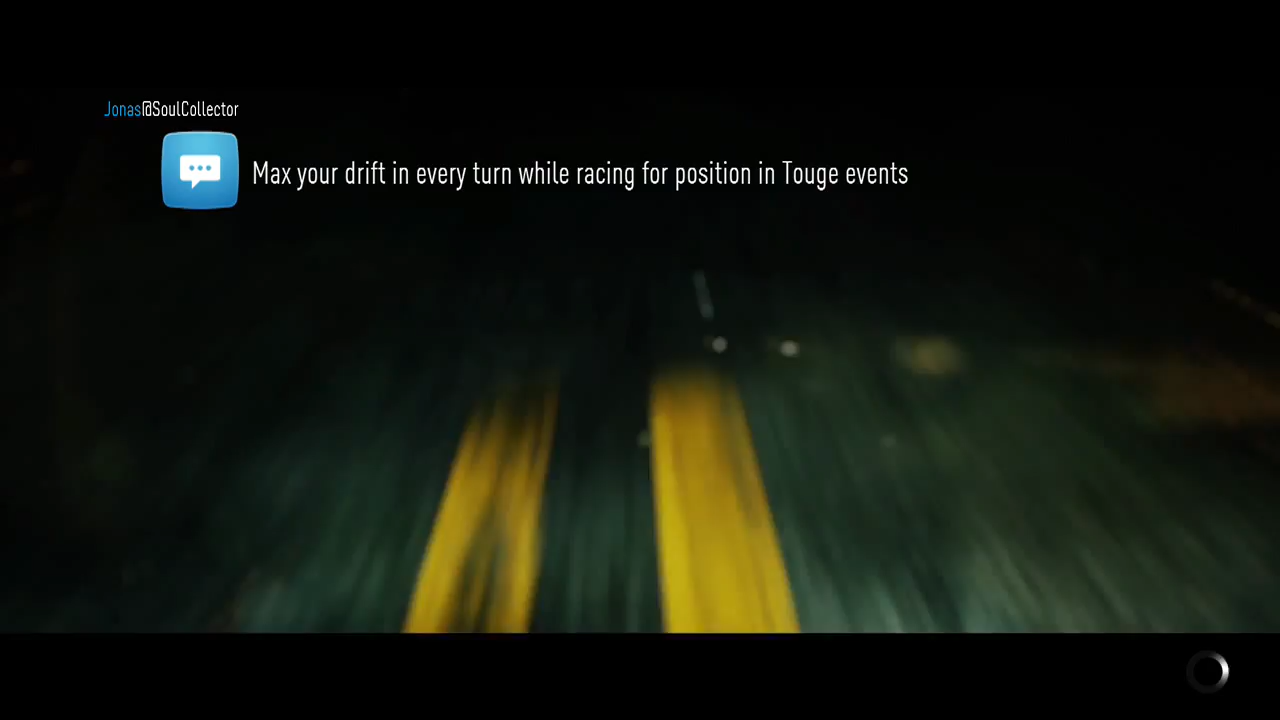 Jonas@SoulCollector
Max your drift in every turn while racing for position in Touge events